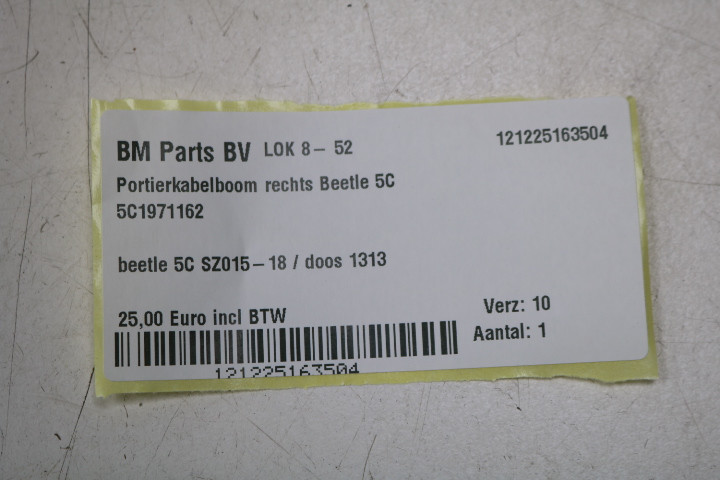 BM Parts BV LOK 8- 52
121225163504
Portierkabelboom rechts Beetle 5C
5C1971162
beetle 5C SZ015-18 / doos 1313
25,00 Euro incl BTW
Verz: 10
Aantal: 1
121225163504